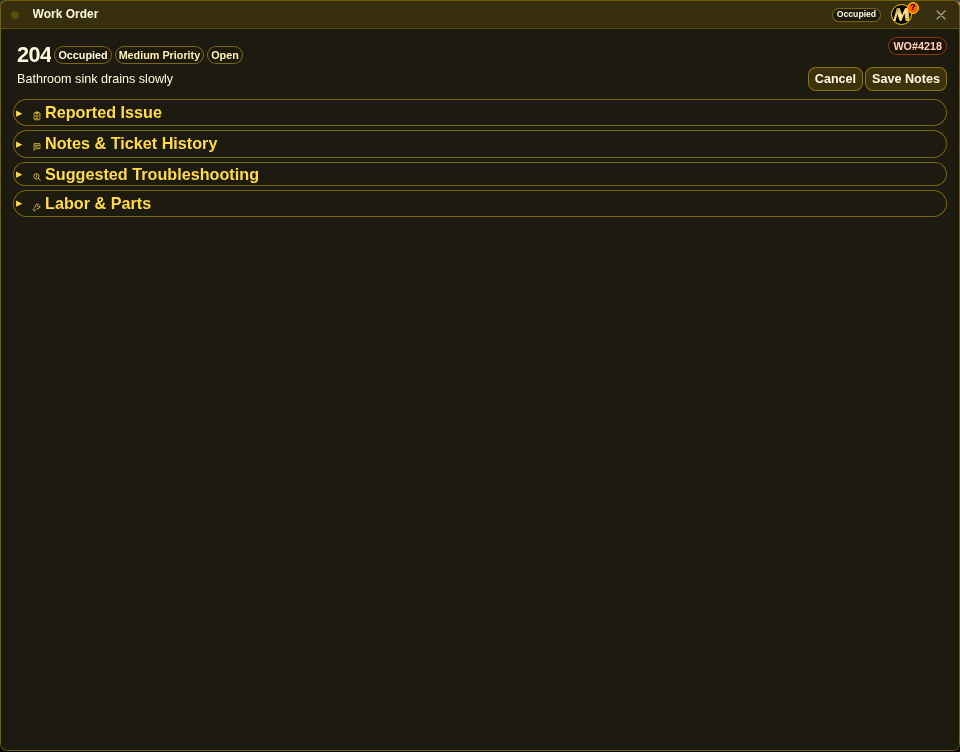 Work Order
Occupied
M?
WO#4218
204 Occupied Medium Priority Open
Bathroom sink drains slowly
Cancel Save Notes
Reported Issue
Notes & Ticket History
Suggested Troubleshooting
Labor & Parts